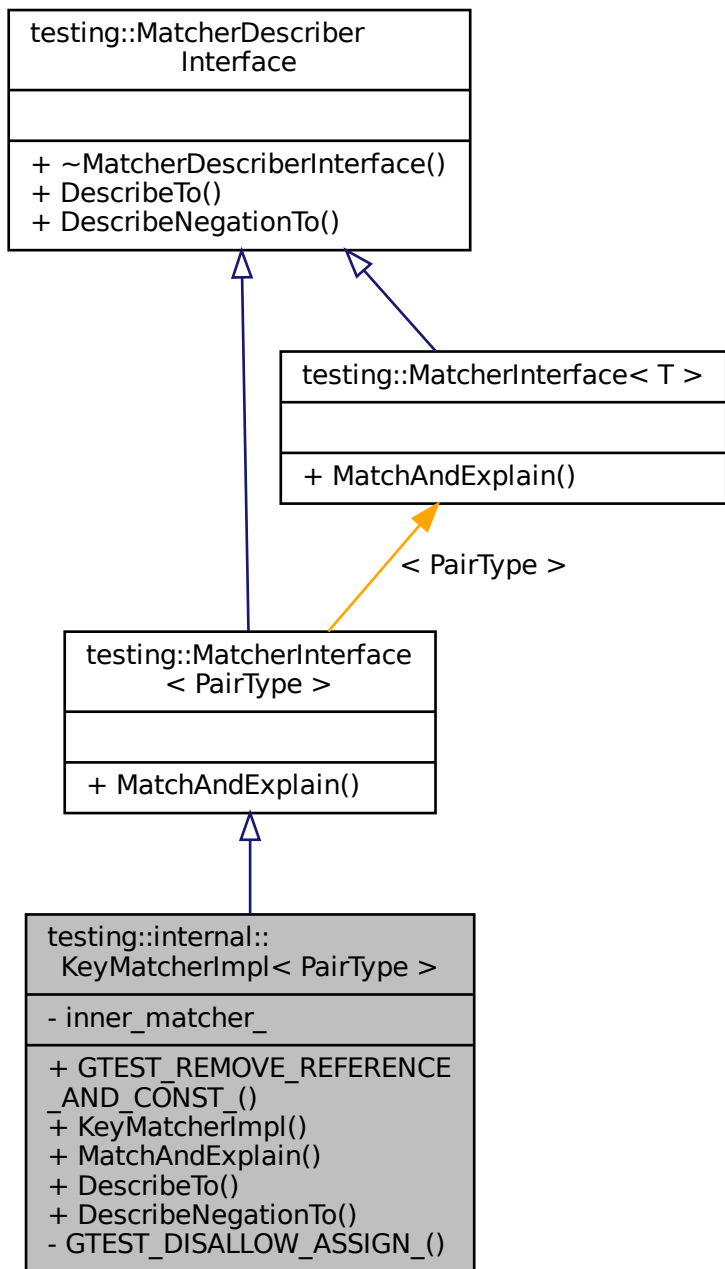 testing::MatcherDescriber
Interface
+ ~MatcherDescriberInterface()
+ DescribeTo()
+ DescribeNegationTo()
testing::MatcherInterface< T >
+ MatchAndExplain()
< PairType >
testing::MatcherInterface
< PairType >
+ MatchAndExplain()
testing::internal::
KeyMatcherImpl< PairType >
- inner_matcher_
+ GTEST_REMOVE_REFERENCE
_AND_CONST_()
+ KeyMatcherImpl()
+ MatchAndExplain()
+ DescribeTo()
+ DescribeNegationTo()
- GTEST_DISALLOW_ASSIGN_()